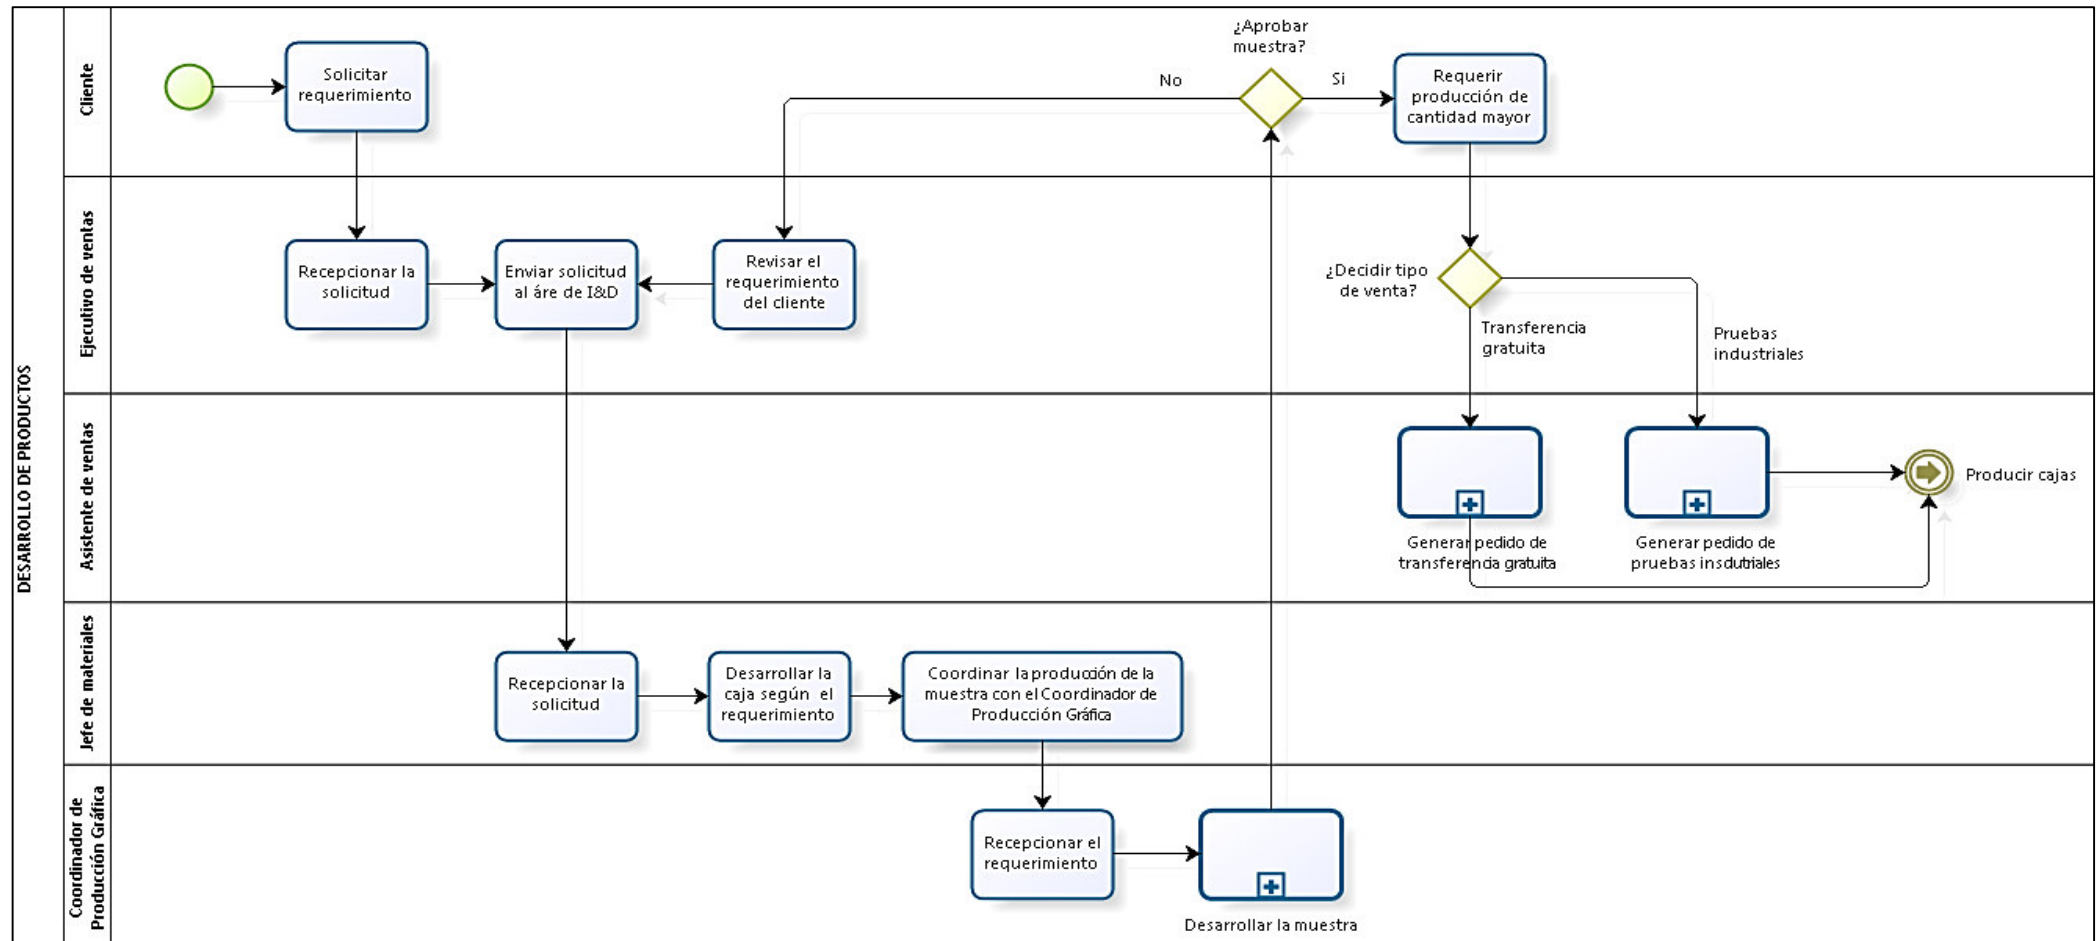 DESARROLLO DE PRODUCTOS
Cliente
Solicitar
requerimiento
¿Aprobar
muestra?
No
Si
Requerir
producción de
cantidad mayor
Ejecutivo de ventas
Recepcionar la
solicitud
Enviar solicitud
al áre de I&D
Revisar el
requerimiento
del cliente
¿Decidir tipo
de venta?
Transferencia
gratuita
Pruebas
industriales
Asistente de ventas
Generar pedido de
transferencia gratuita
Generar pedido de
pruebas insdutriales
Producir cajas
Jefe de materiales
Recepcionar la
solicitud
Desarrollar la
caja según el
requerimiento
Coordinar la producción de la
muestra con el Coordinador de
Producción Gráfica
Coordinador de
Producción Gráfica
Recepcionar el
requerimiento
Desarrollar la muestra